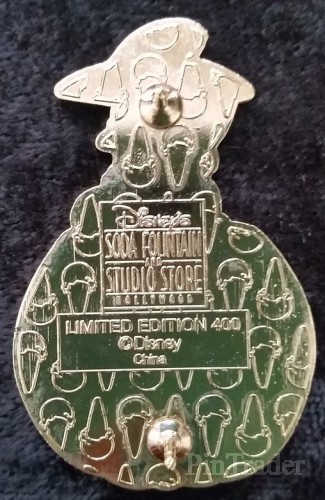 Disney's
SODA FOUNTAIN
AND
STUDIO STORE
HOLLYWOOD
LIMITED EDITION 400
©Disney
China
PinTrader